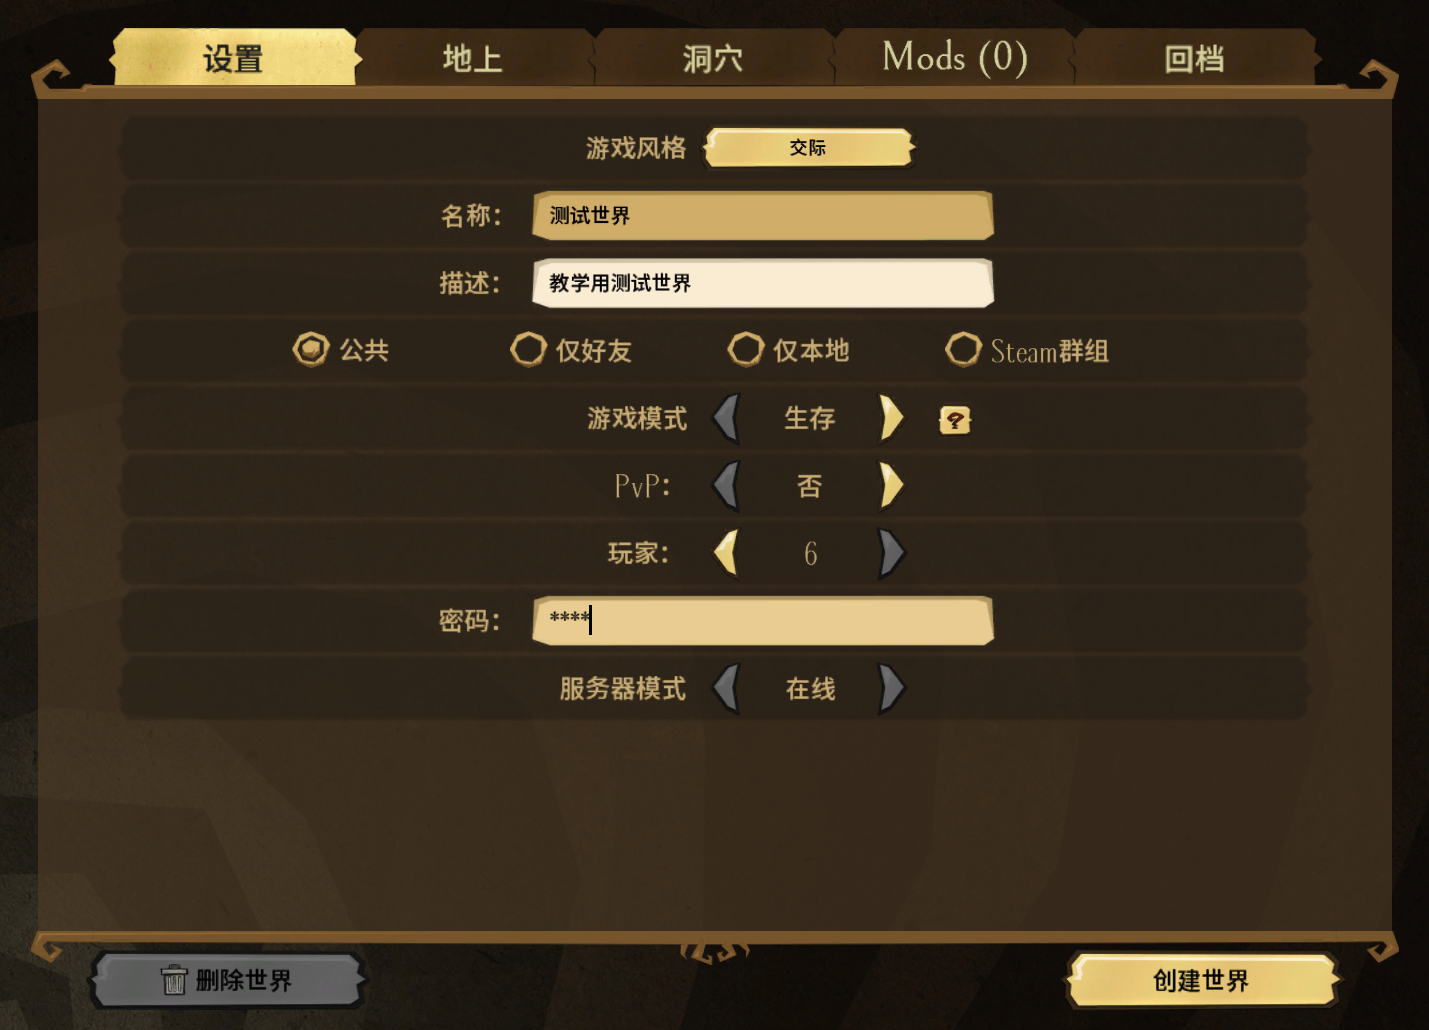 设置 地上 洞穴 Mods (0) 回档
游戏风格 交际
名称： 测试世界
描述： 教学用测试世界
公共 仅好友 仅本地 Steam群组
游戏模式 生存 ?
PvP： 否
玩家： 6
密码： ****
服务器模式 在线
删除世界 创建世界